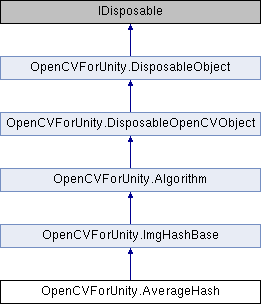 IDisposable
OpenCVForUnity.DisposableObject
OpenCVForUnity.DisposableOpenCVObject
OpenCVForUnity.Algorithm
OpenCVForUnity.ImgHashBase
OpenCVForUnity.AverageHash